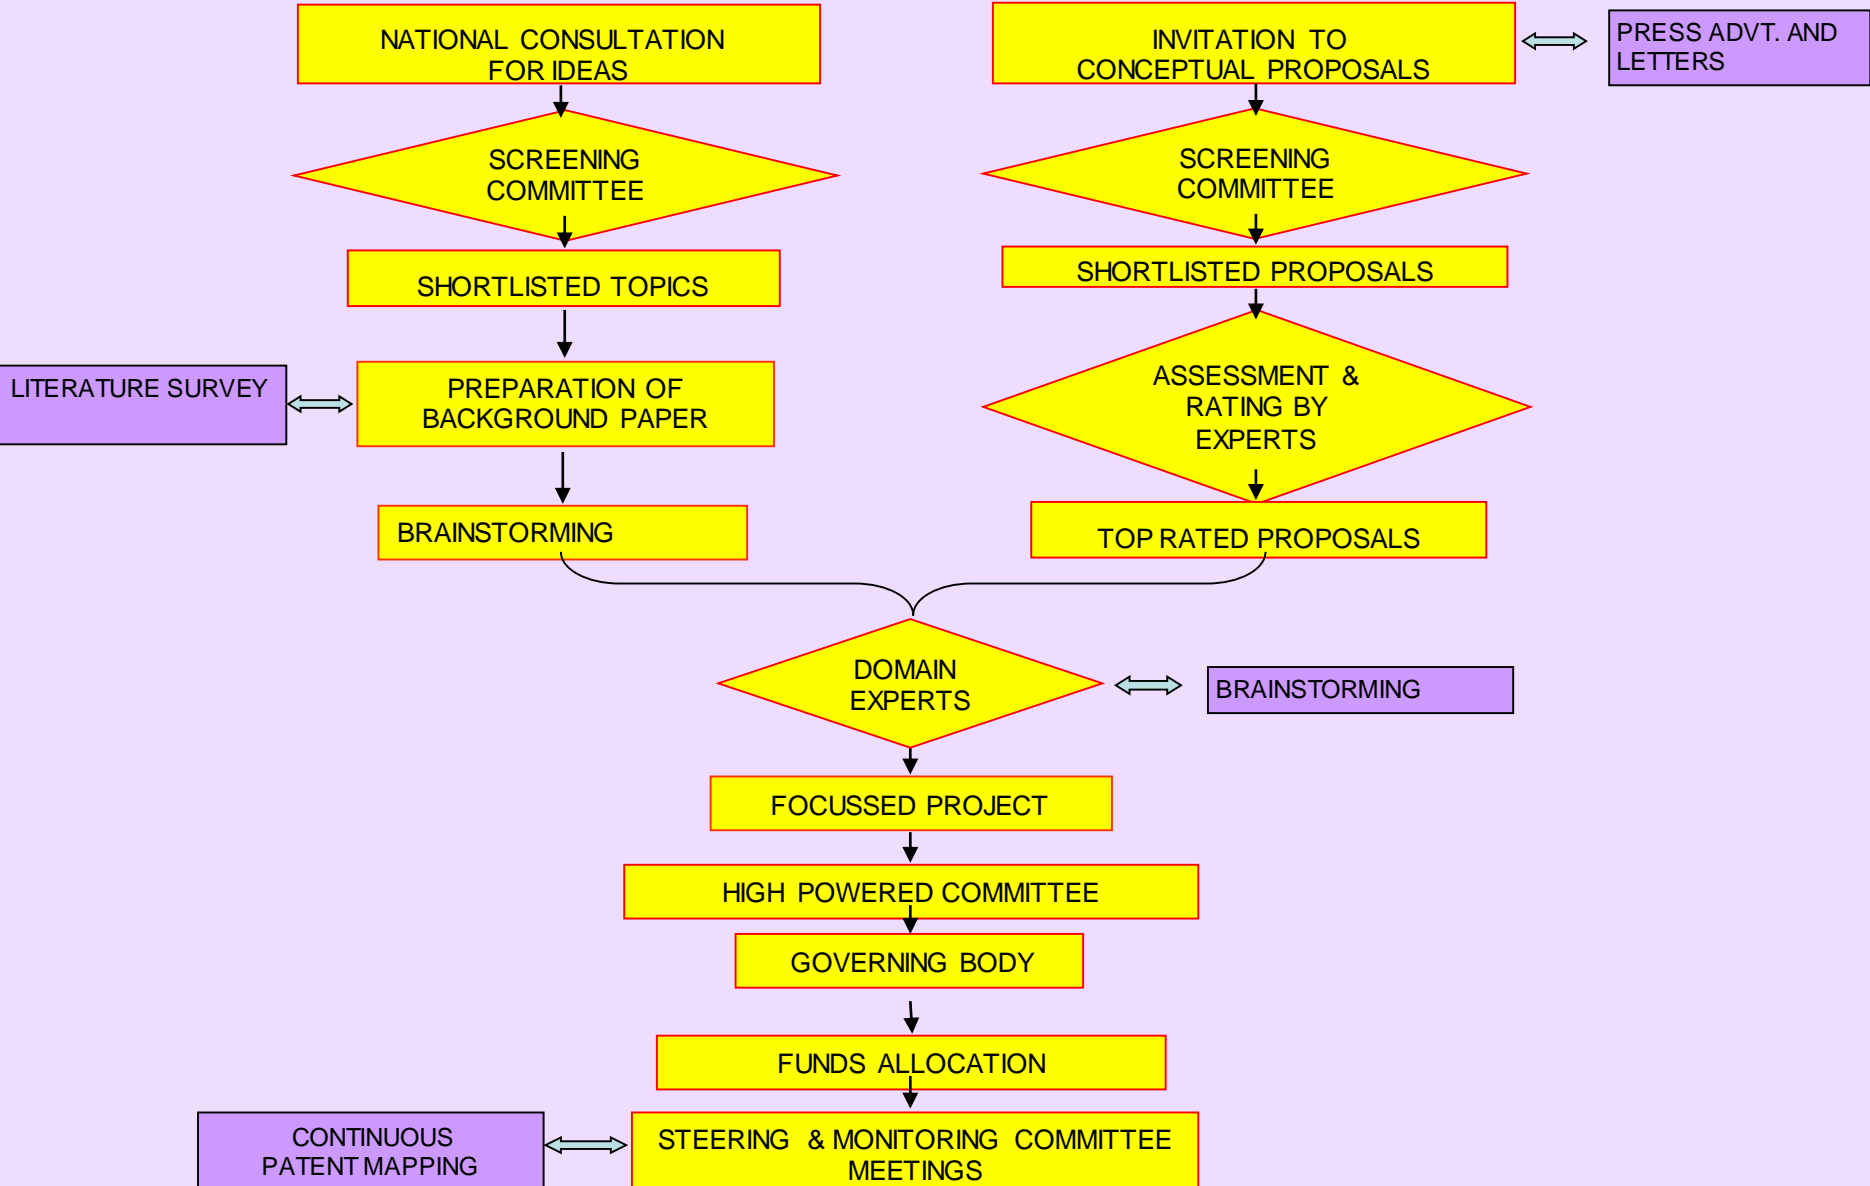 NATIONAL CONSULTATION
FOR IDEAS
INVITATION TO
CONCEPTUAL PROPOSALS
PRESS ADVT. AND
LETTERS
SCREENING
COMMITTEE
SCREENING
COMMITTEE
SHORTLISTED TOPICS
SHORTLISTED PROPOSALS
LITERATURE SURVEY
PREPARATION OF
BACKGROUND PAPER
ASSESSMENT &
RATING BY
EXPERTS
BRAINSTORMING
TOP RATED PROPOSALS
DOMAIN
EXPERTS
BRAINSTORMING
FOCUSSED PROJECT
HIGH POWERED COMMITTEE
GOVERNING BODY
FUNDS ALLOCATION
CONTINUOUS
PATENT MAPPING
STEERING & MONITORING COMMITTEE
MEETINGS